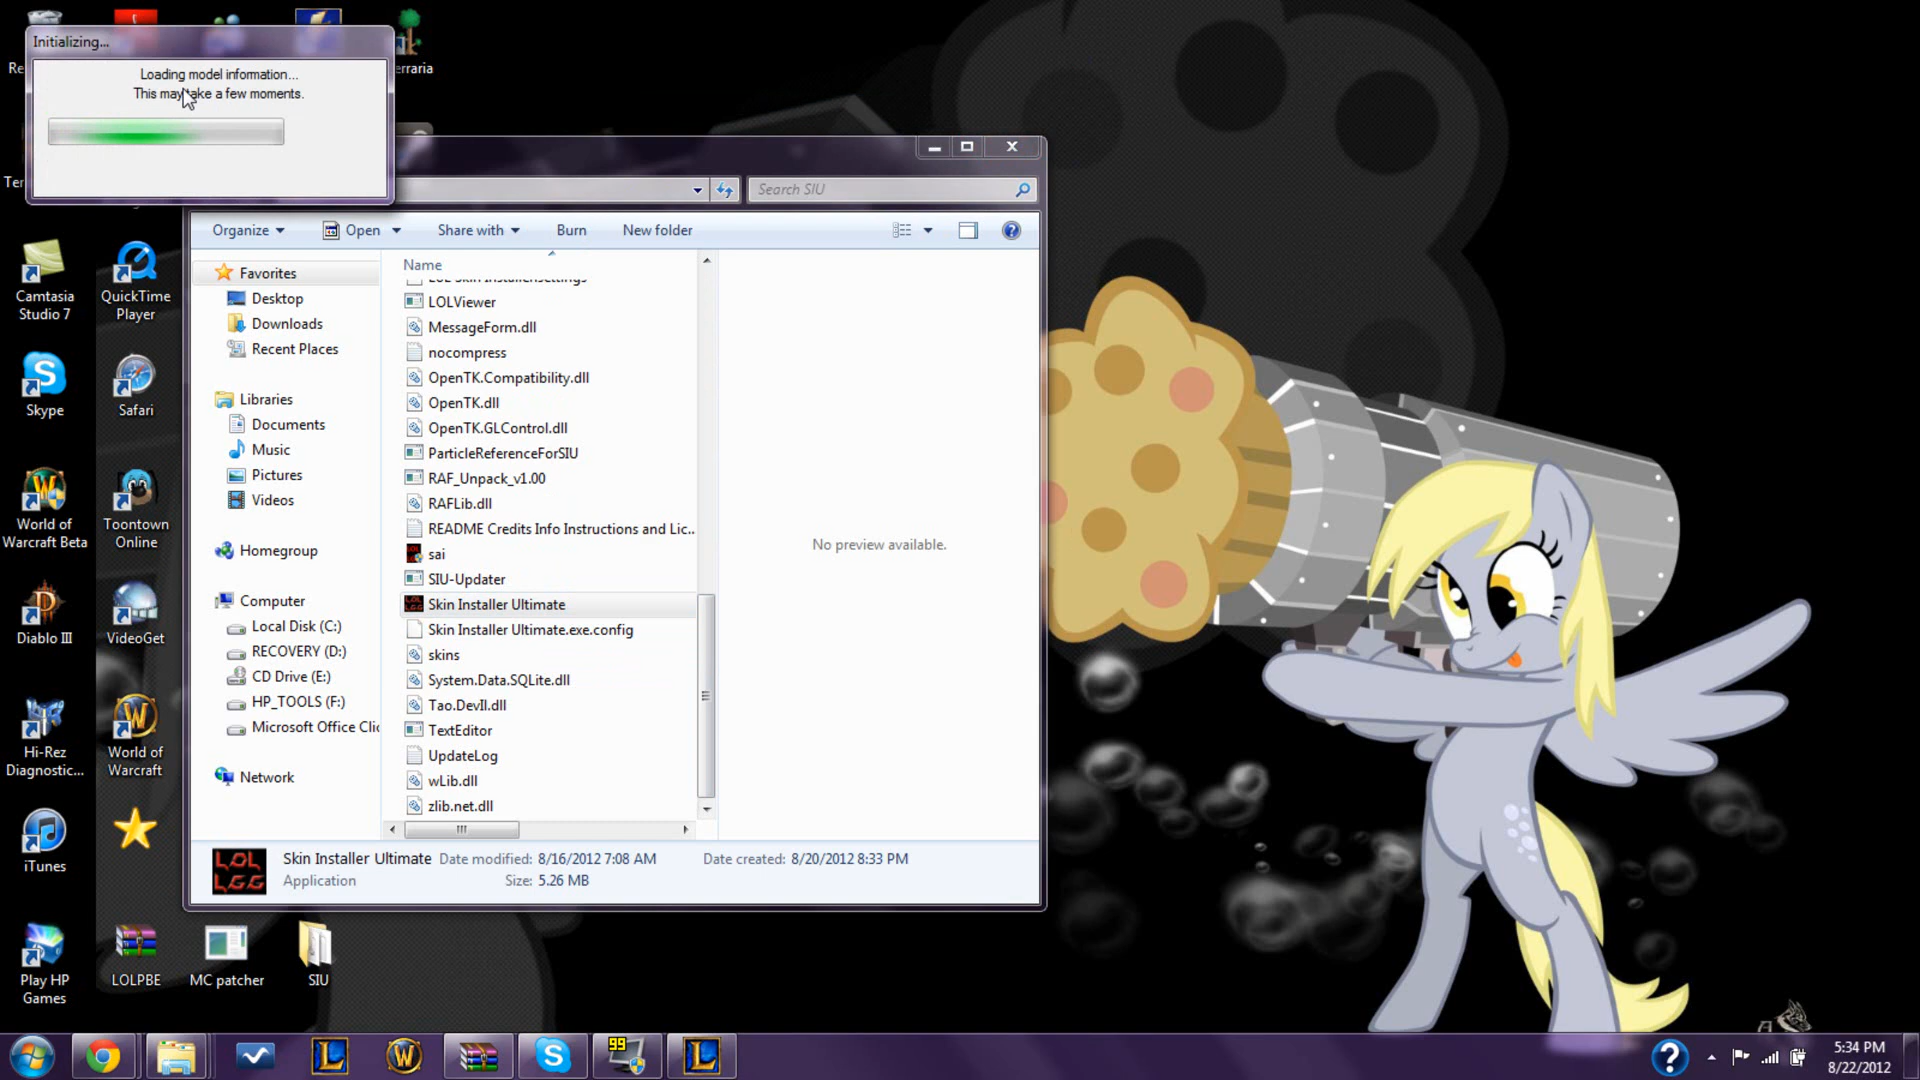 Initializing...
Loading model information...
This may take a few moments.
Re
erraria
Ter
Search SIU
Organize
Open
Share with
Burn
New folder
Name
Favorites
Desktop
Downloads
Recent Places
Libraries
Documents
Music
Pictures
Videos
Homegroup
Computer
Local Disk (C:)
RECOVERY (D:)
CD Drive (E:)
HP_TOOLS (F:)
Microsoft Office Clic
Network
LOLViewer
MessageForm.dll
nocompress
OpenTK.Compatibility.dll
OpenTK.dll
OpenTK.GLControl.dll
ParticleReferenceForSIU
RAF_Unpack_v1.00
RAFLib.dll
README Credits Info Instructions and Lic...
sai
SIU-Updater
Skin Installer Ultimate
Skin Installer Ultimate.exe.config
skins
System.Data.SQLite.dll
Tao.DevIl.dll
TextEditor
UpdateLog
wLib.dll
zlib.net.dll
No preview available.
LOL
LGG
Skin Installer Ultimate
Date modified: 8/16/2012 7:08 AM
Date created: 8/20/2012 8:33 PM
Application
Size: 5.26 MB
Camtasia
Studio 7
QuickTime
Player
Skype
Safari
World of
Warcraft Beta
Toontown
Online
Diablo III
VideoGet
Hi-Rez
Diagnostic...
World of
Warcraft
iTunes
Play HP
Games
LOLPBE
MC patcher
SIU
99
5:34 PM
8/22/2012